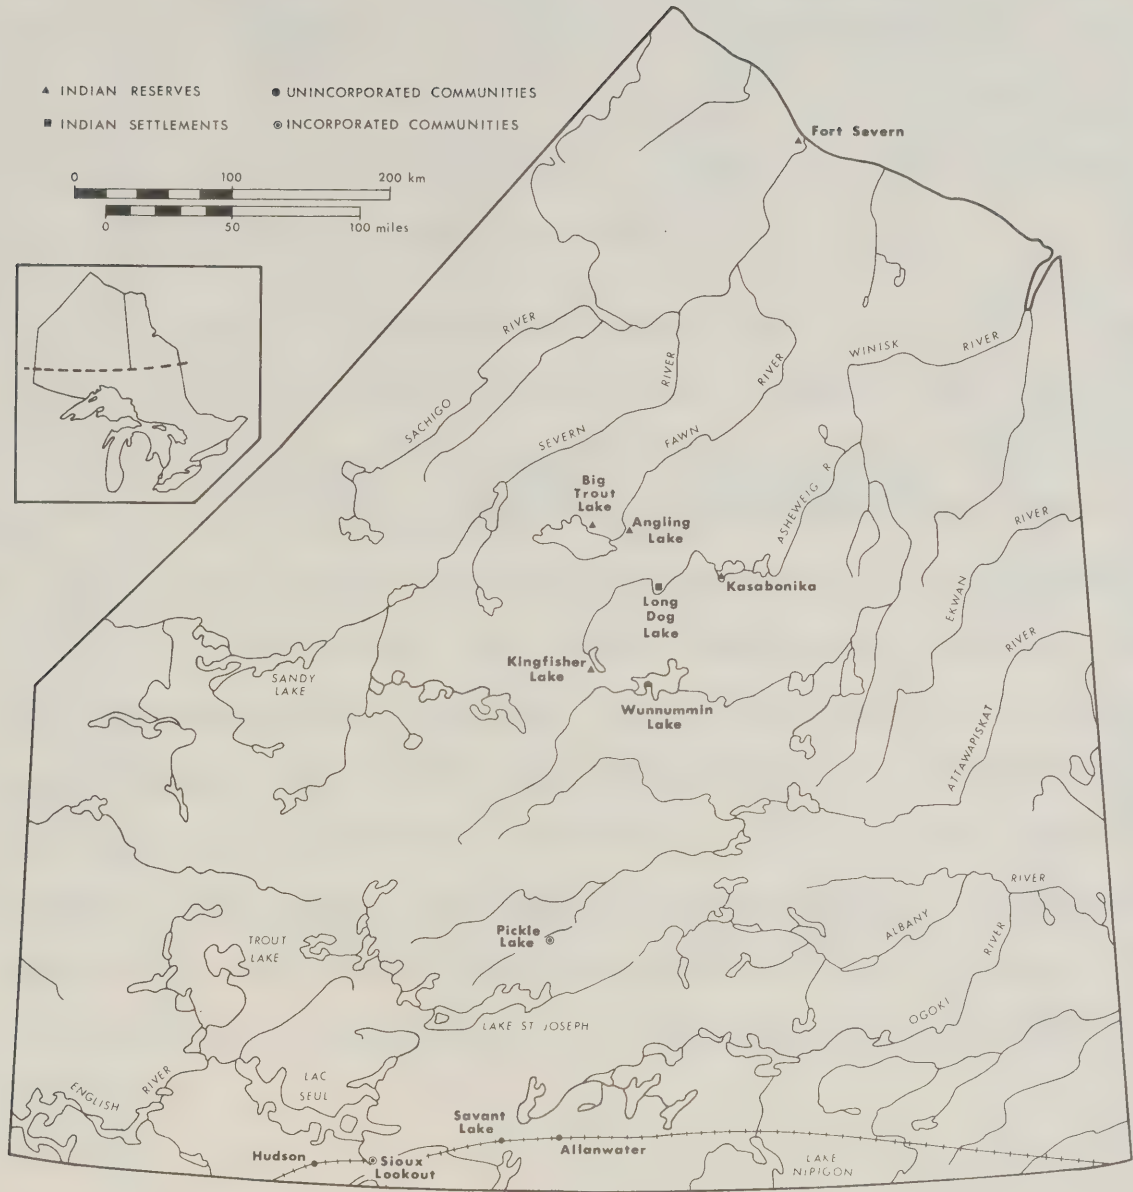 ▲ INDIAN RESERVES
● UNINCORPORATED COMMUNITIES
■ INDIAN SETTLEMENTS
◉ INCORPORATED COMMUNITIES
0 100 200 km
0 50 100 miles
Fort Severn
SACHIGO RIVER
SEVERN RIVER
FAWN RIVER
WINISK RIVER
ASHEWEIG R
Big
Trout
Lake
Angling
Lake
Kasabonika
Long
Dog
Lake
EKWAN RIVER
Kingfisher
Lake
SANDY
LAKE
Wunnummin
Lake
ATTAWAPISKAT RIVER
Pickle
Lake
TROUT
LAKE
ALBANY RIVER
OGOKI RIVER
LAKE ST JOSEPH
ENGLISH RIVER
LAC
SEUL
Savant
Lake
Allanwater
Hudson
Sioux
Lookout
LAKE
NIPIGON